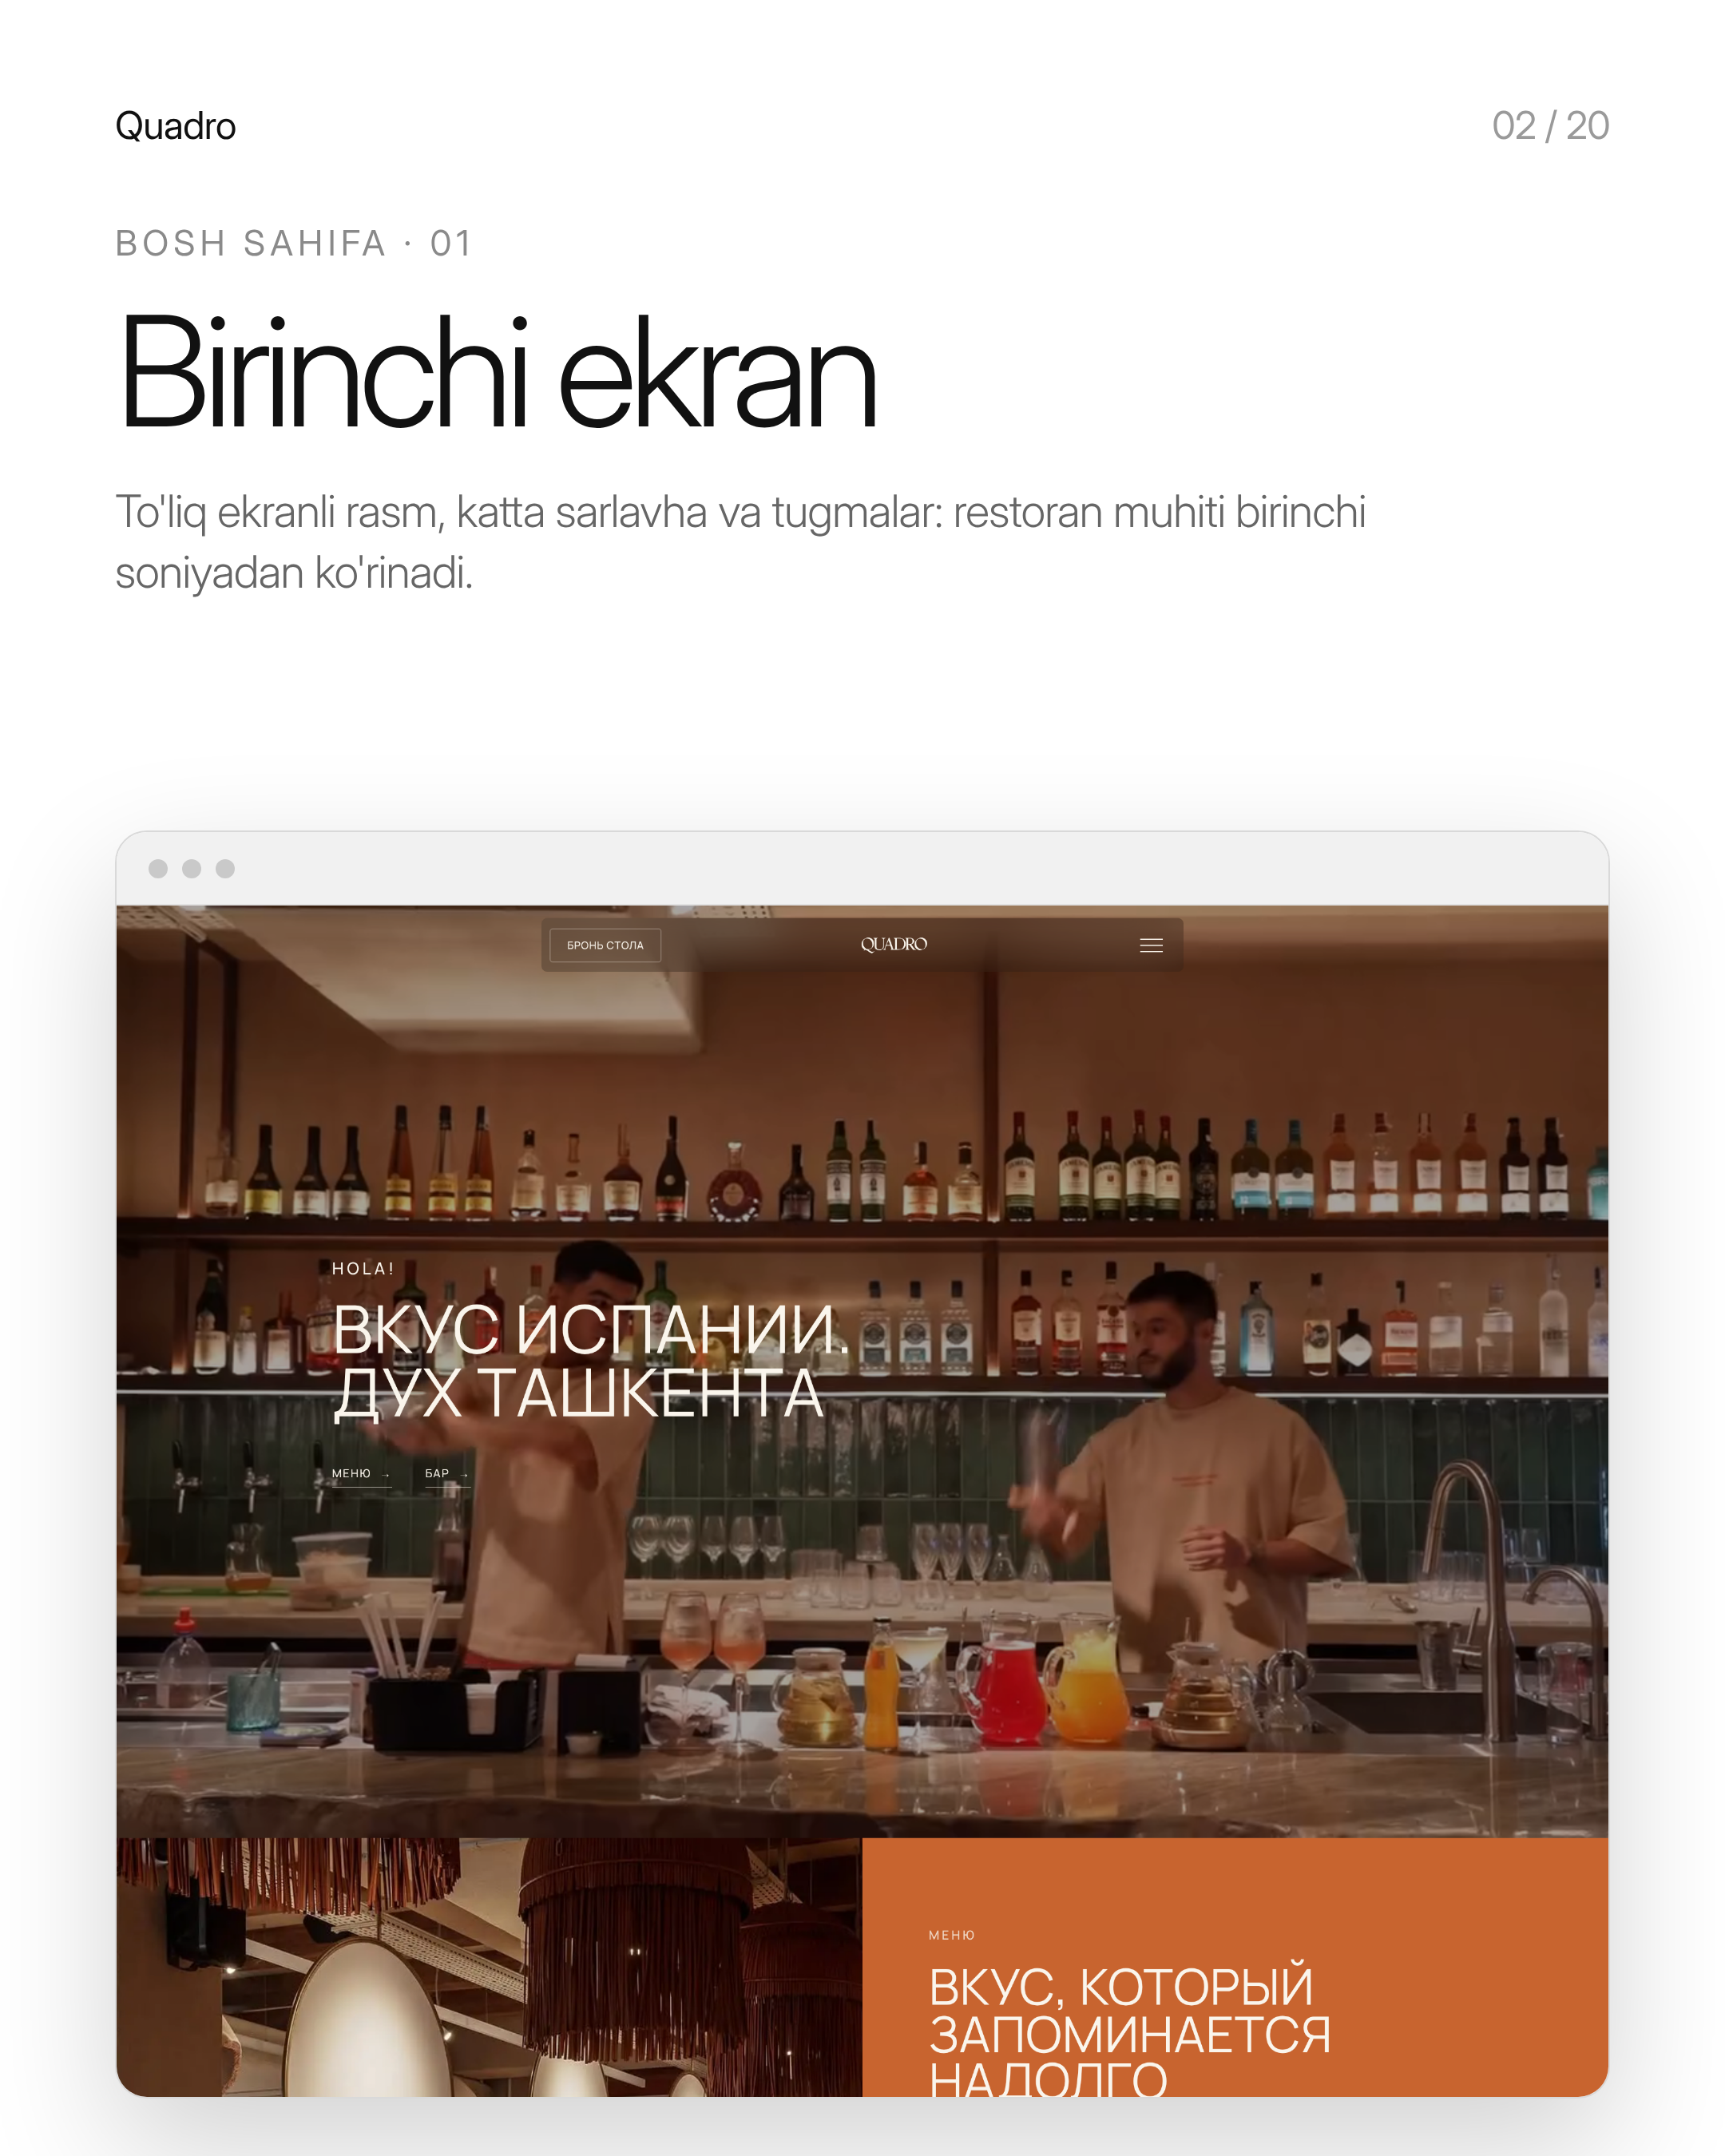 Quadro
02 / 20
BOSH SAHIFA · 01
Birinchi ekran
To'liq ekranli rasm, katta sarlavha va tugmalar: restoran muhiti birinchi
soniyadan ko'rinadi.
БРОНЬ СТОЛА
QUADRO
HOLA!
ВКУС ИСПАНИИ.
ДУХ ТАШКЕНТА
МЕНЮ →
БАР →
МЕНЮ
ВКУС, КОТОРЫЙ
ЗАПОМИНАЕТСЯ
НАДОЛГО